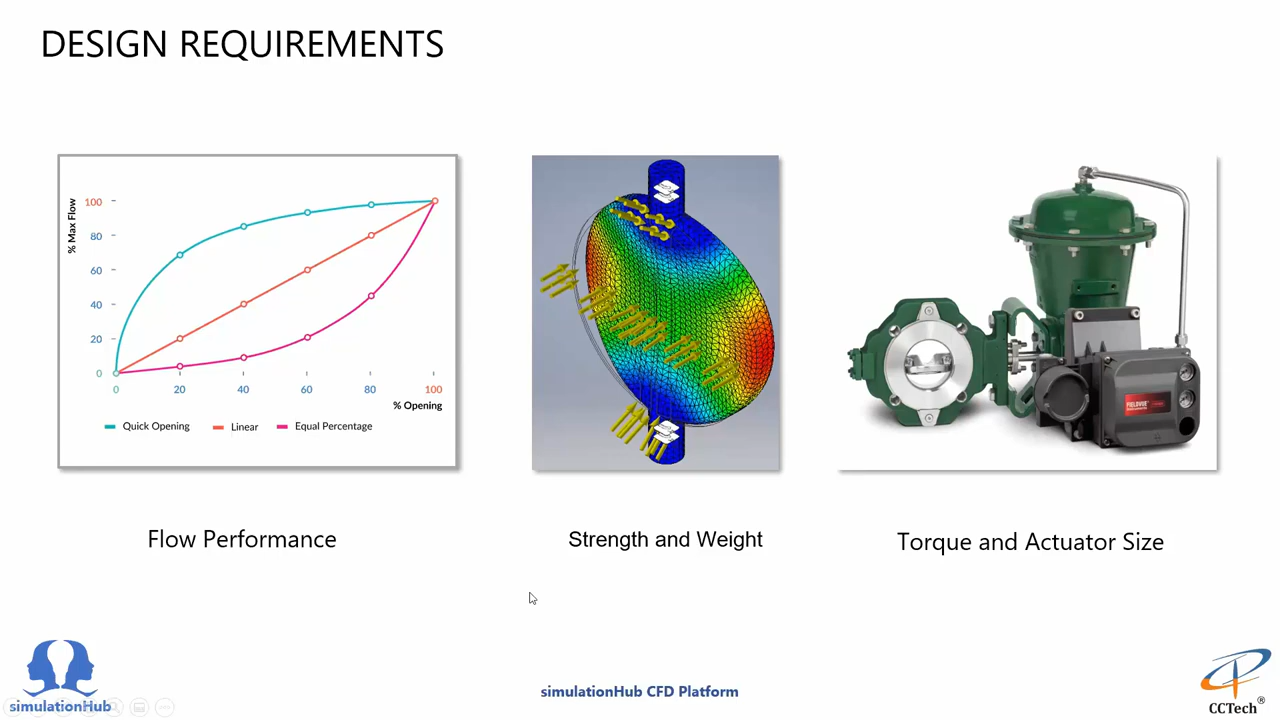 DESIGN REQUIREMENTS
% Max Flow
100
80
60
40
20
0
0 20 40 60 80 100
% Opening
Quick Opening Linear Equal Percentage
FIELDVUE
Flow Performance
Strength and Weight
Torque and Actuator Size
simulationHub
simulationHub CFD Platform
CCTech®